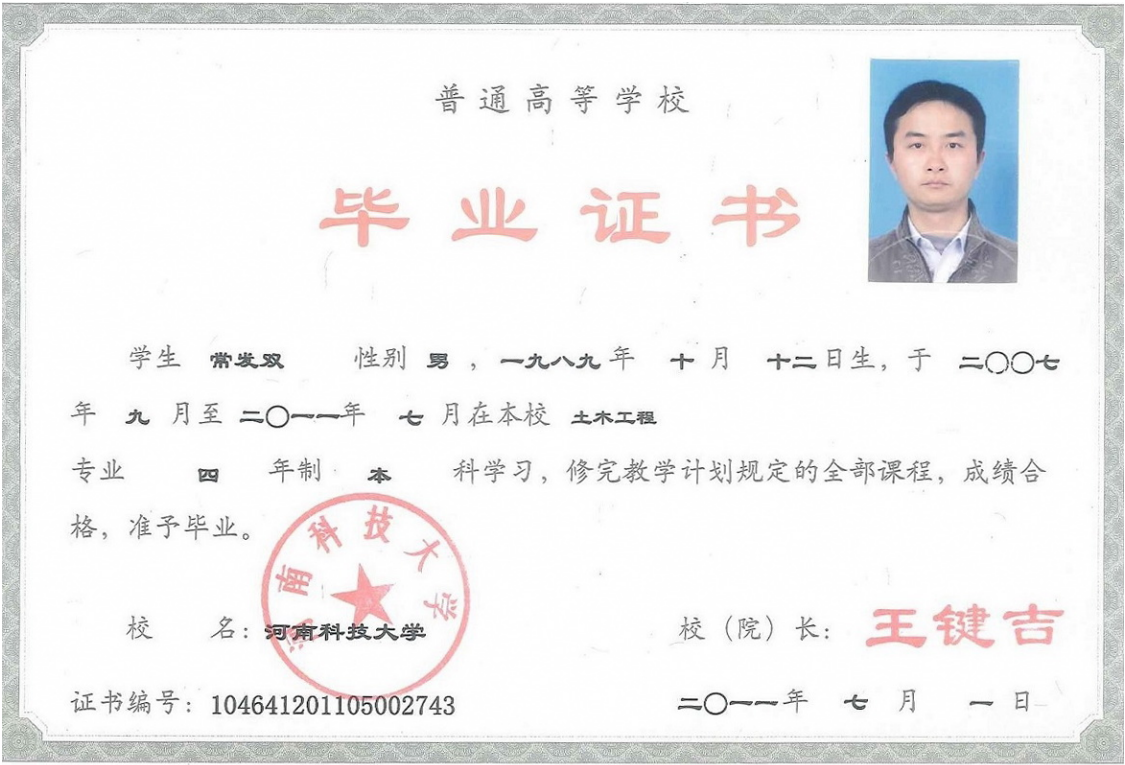 普通高等学校
毕业证书
学生 常发双 性别 男 , 一九八九 年 十 月 十二 日生, 于 二〇〇七
年 九 月至 二〇一一年 七 月在本校 土木工程
专业 四 年制 本 科学习, 修完教学计划规定的全部课程, 成绩合
格, 准予毕业。
河南科技大学
校 名: 河南科技大学
校（院）长: 王键吉
证书编号: 104641201105002743
二〇一一年 七 月 一 日